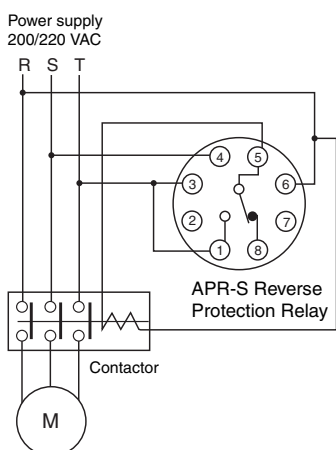 Power supply
200/220 VAC
R S T
4 5
3 6
2 7
1 8
APR-S Reverse
Protection Relay
Contactor
M